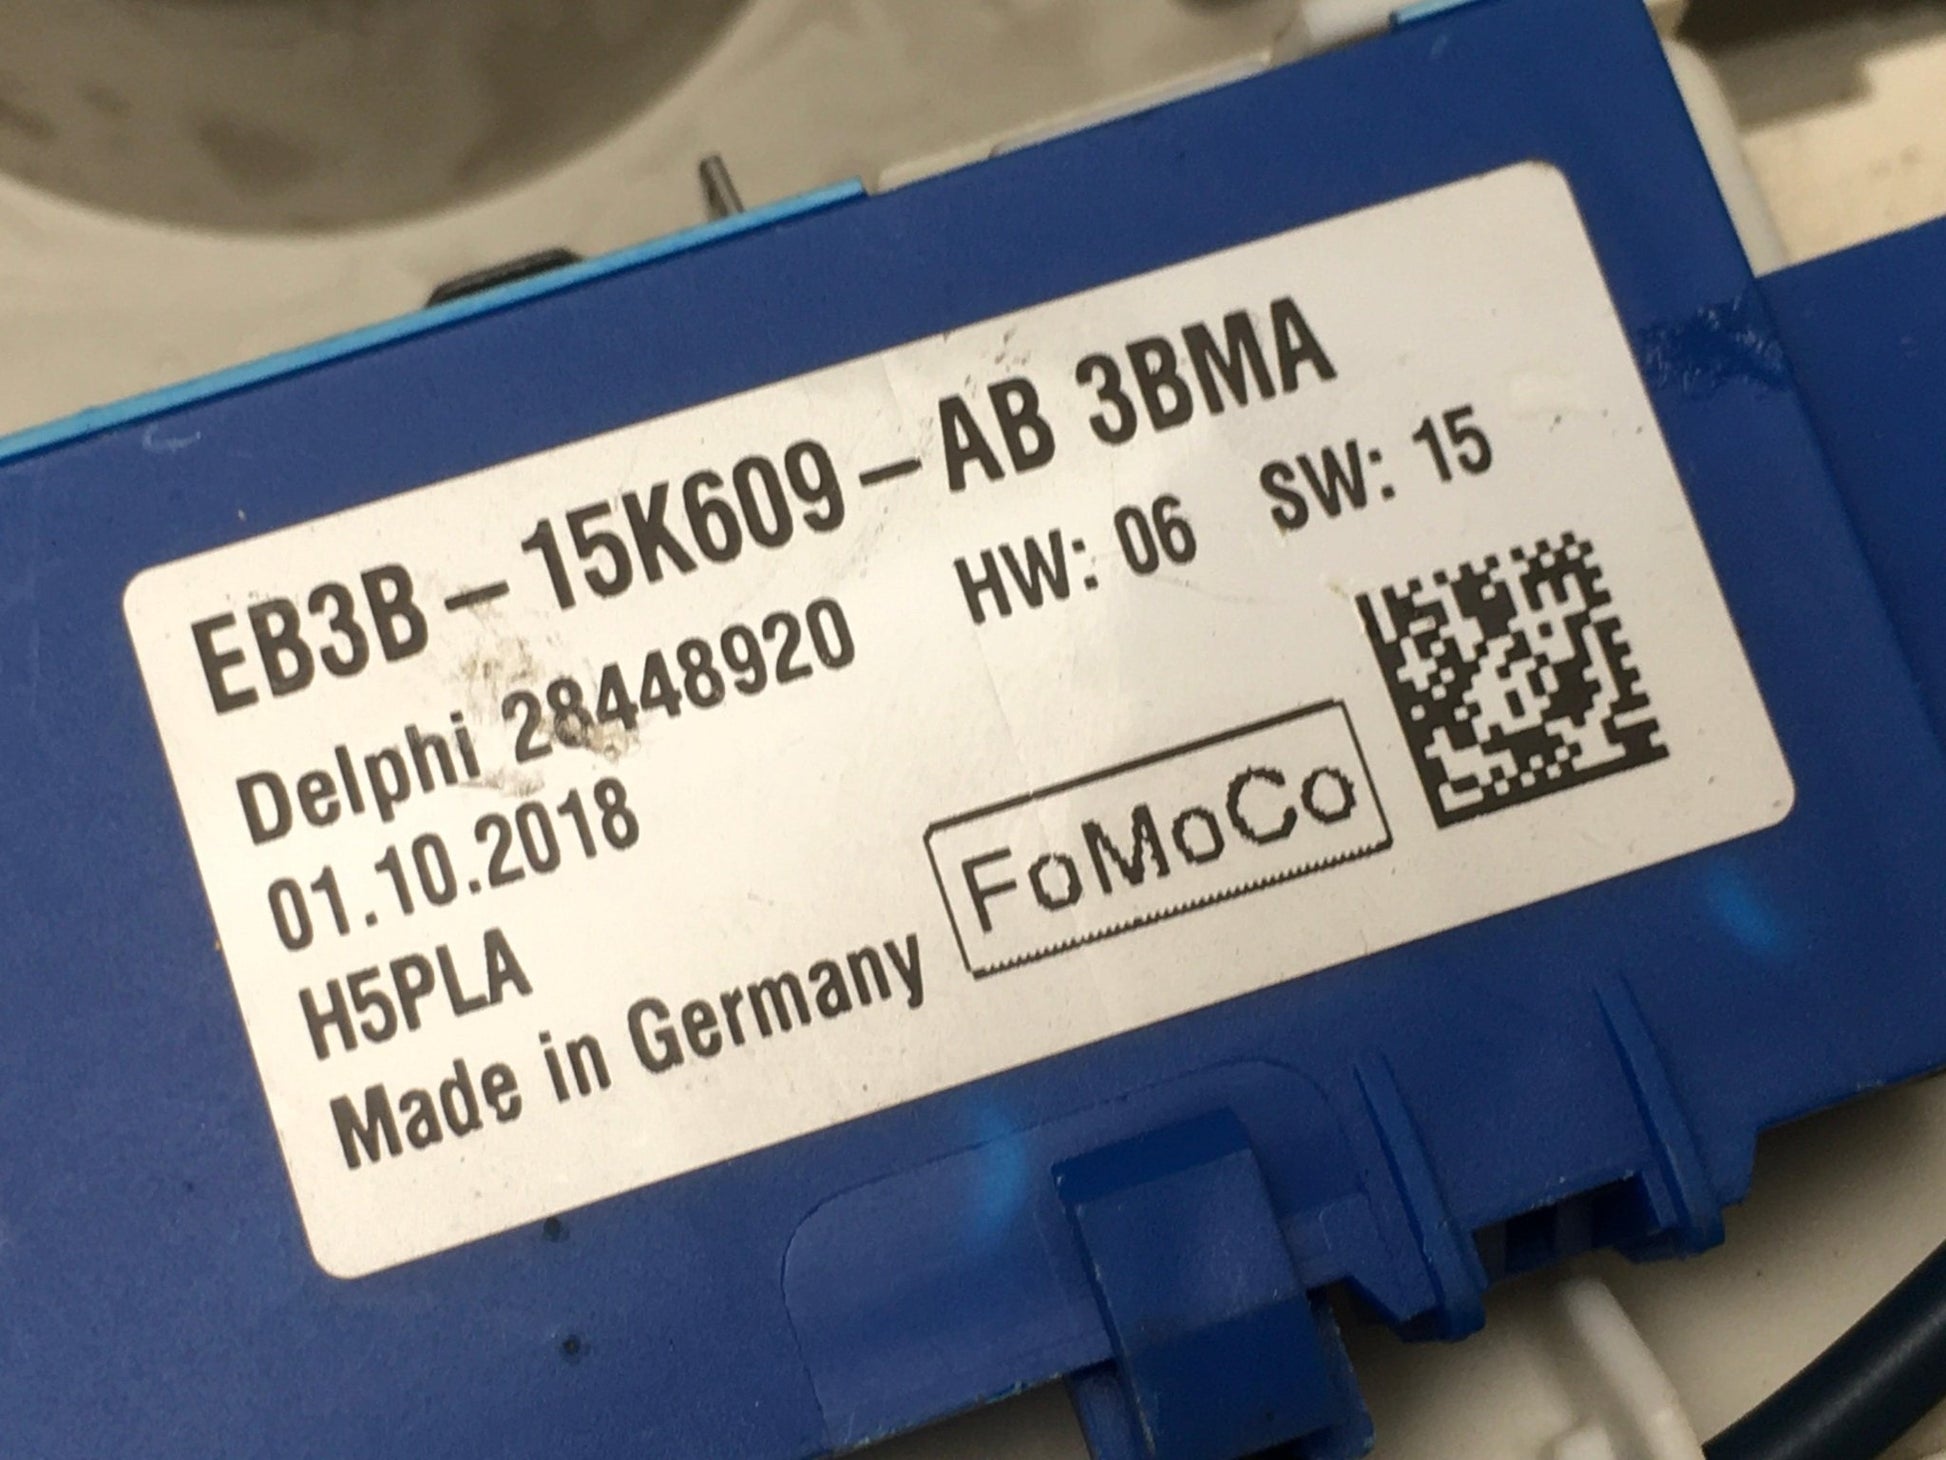 EB3B-15K609-AB 3BMA
Delphi 28448920 HW: 06 SW: 15
01.10.2018
H5PLA
Made in Germany FoMoCo